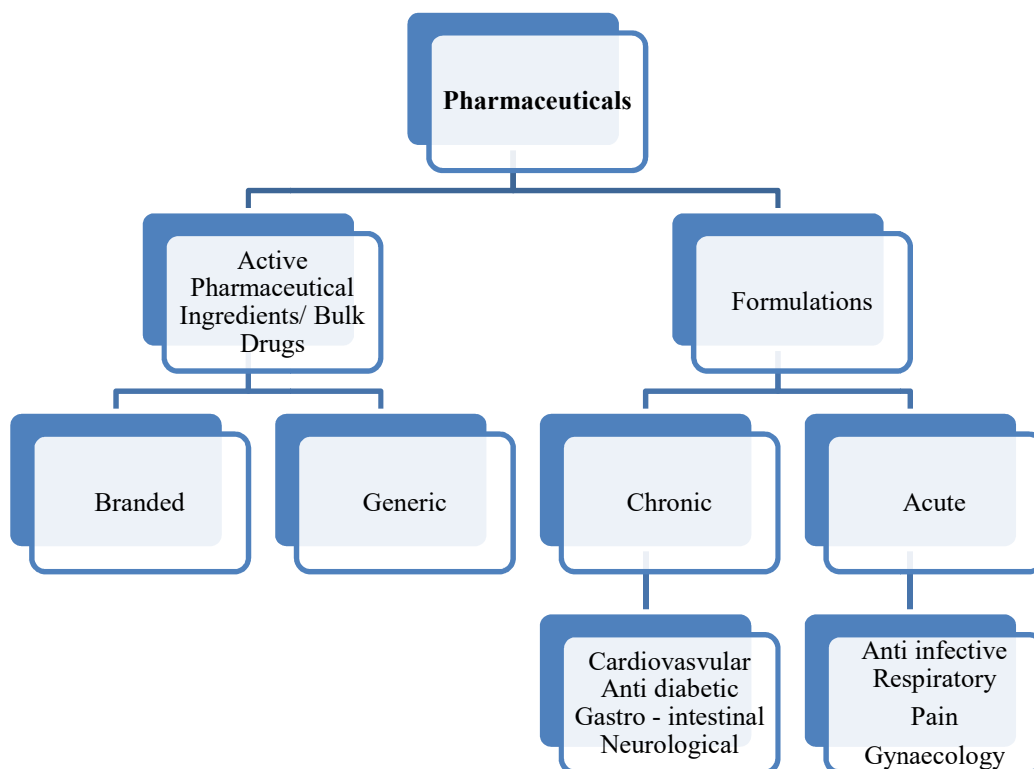 Pharmaceuticals
Active
Pharmaceutical
Ingredients/ Bulk
Drugs
Formulations
Branded
Generic
Chronic
Acute
Cardiovasvular
Anti diabetic
Gastro - intestinal
Neurological
Anti infective
Respiratory
Pain
Gynaecology